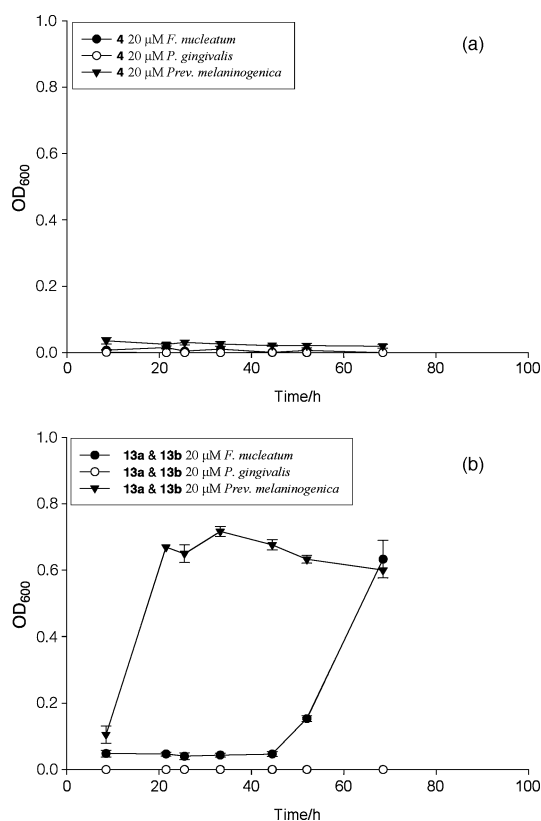 (a)
4 20 μM F. nucleatum
4 20 μM P. gingivalis
4 20 μM Prev. melaninogenica
1.0
0.8
0.6
0.4
0.2
0.0
OD600
0 20 40 60 80 100
Time/h
(b)
13a & 13b 20 μM F. nucleatum
13a & 13b 20 μM P. gingivalis
13a & 13b 20 μM Prev. melaninogenica
1.0
0.8
0.6
0.4
0.2
0.0
OD600
0 20 40 60 80 100
Time/h